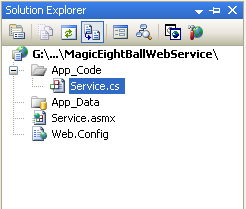 Solution Explorer
G:\...\MagicEightBallWebService\
App_Code
Service.cs
App_Data
Service.asmx
Web.Config